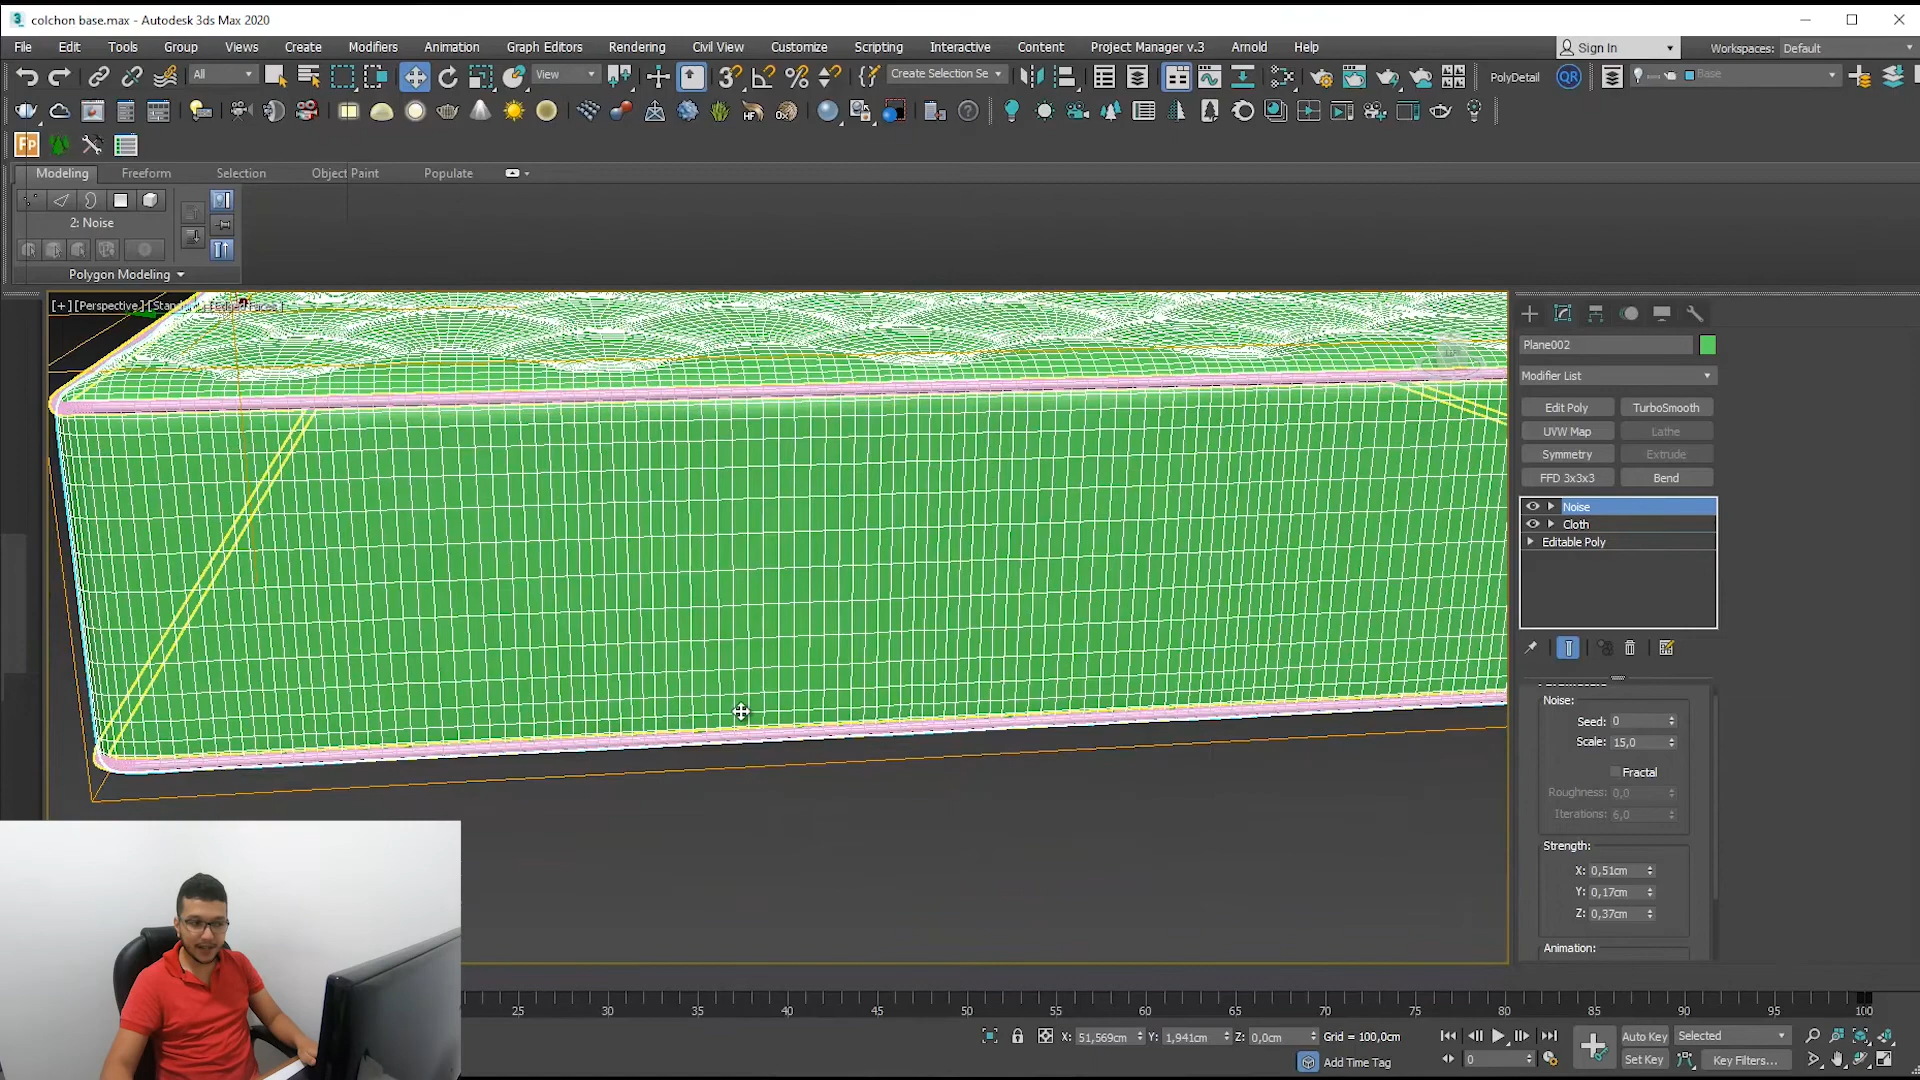 colchon base.max - Autodesk 3ds Max 2020
File Edit Tools Group Views Create Modifiers Animation Graph Editors Rendering Civil View Customize Scripting Interactive Content Project Manager v.3 Arnold Help
Sign In
Workspaces: Default
All
View
Create Selection Se
PolyDetail
QR
Base
HF
Fp
Modeling Freeform Selection Object Paint Populate
2: Noise
Polygon Modeling
[+] [Perspective]
Plane002
Modifier List
Edit Poly TurboSmooth
UVW Map Lathe
Symmetry Extrude
FFD 3x3x3 Bend
Noise
Cloth
Editable Poly
Noise:
Seed: 0
Scale: 15,0
Fractal
Roughness: 0,0
Iterations: 6,0
Strength:
X: 0,51cm
Y: 0,17cm
Z: 0,37cm
Animation:
25 35 40 45 50 55 60 65 70 75 80 85 90 95 100
X: 51,569cm Y: 1,941cm Z: 0,0cm Grid = 100,0cm
Auto Key Selected
Add Time Tag
0
Set Key Key Filters...